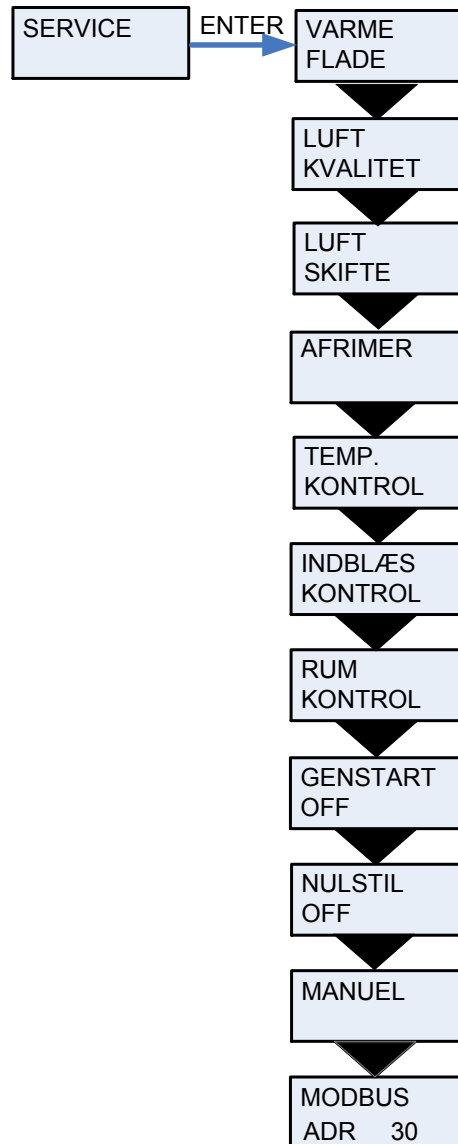 SERVICE
ENTER
VARME
FLADE
LUFT
KVALITET
LUFT
SKIFTE
AFRIMER
TEMP.
KONTROL
INDBLÆS
KONTROL
RUM
KONTROL
GENSTART
OFF
NULSTIL
OFF
MANUEL
MODBUS
ADR 30